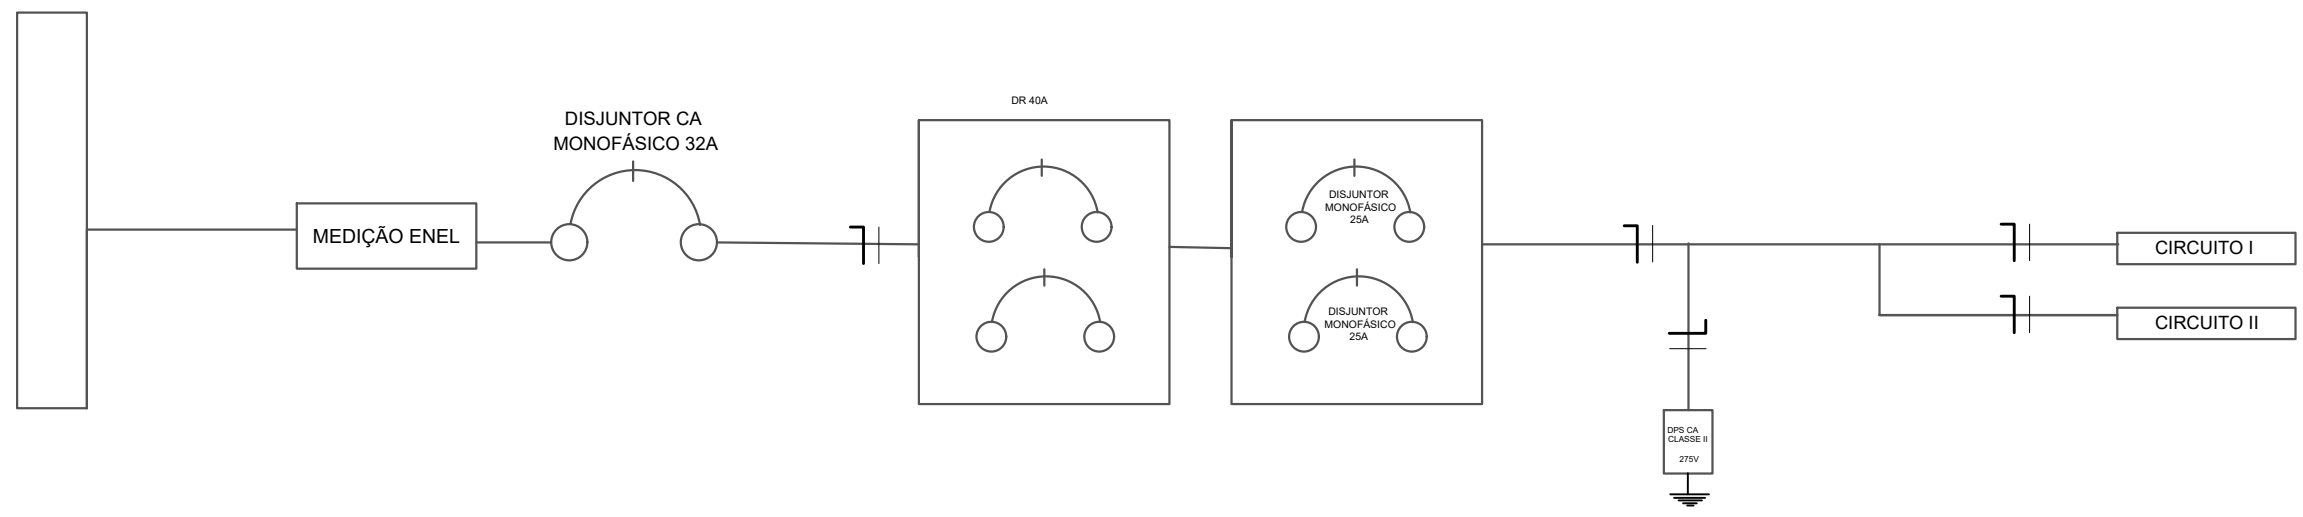 DISJUNTOR CA
MONOFÁSICO 32A
MEDIÇÃO ENEL
DR 40A
DISJUNTOR
MONOFÁSICO
25A
DISJUNTOR
MONOFÁSICO
25A
DPS CA
CLASSE II
275V
CIRCUITO I
CIRCUITO II